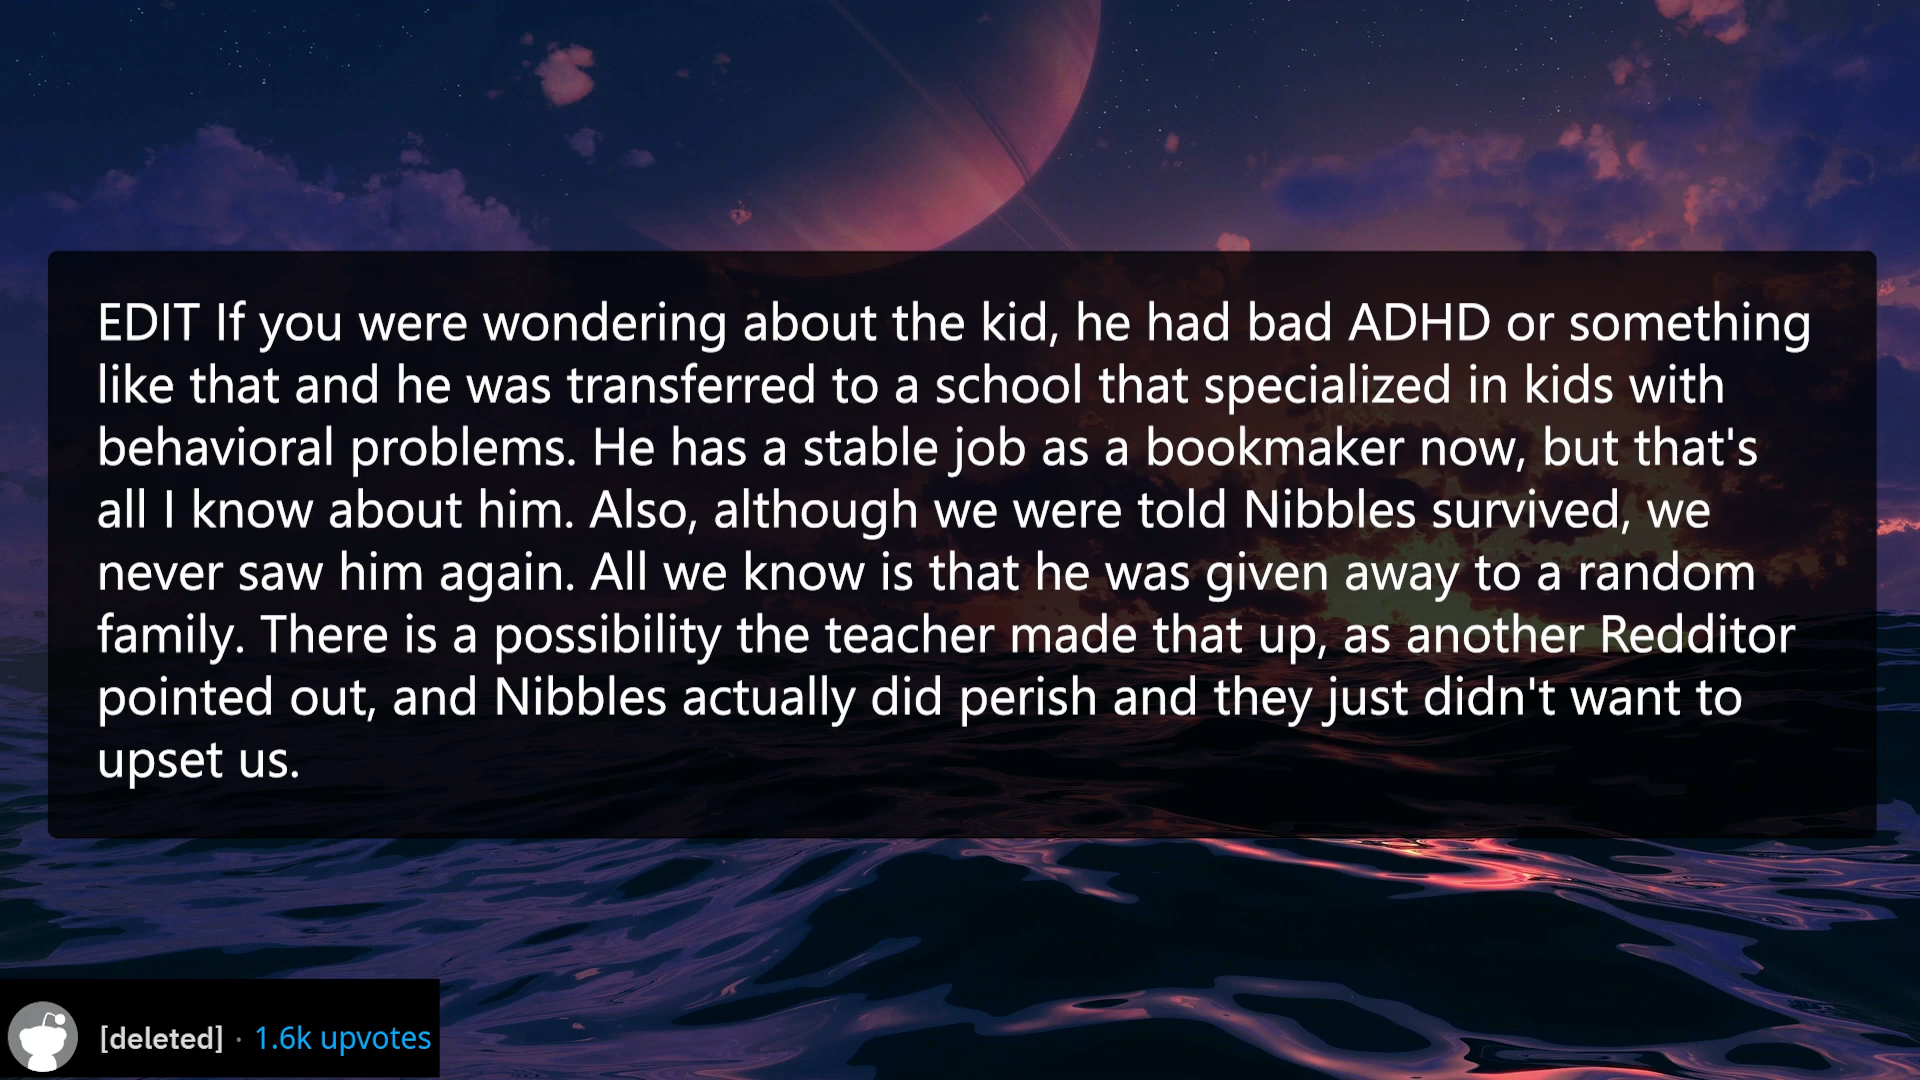 EDIT If you were wondering about the kid, he had bad ADHD or something
like that and he was transferred to a school that specialized in kids with
behavioral problems. He has a stable job as a bookmaker now, but that's
all I know about him. Also, although we were told Nibbles survived, we
never saw him again. All we know is that he was given away to a random
family. There is a possibility the teacher made that up, as another Redditor
pointed out, and Nibbles actually did perish and they just didn't want to
upset us.
[deleted] · 1.6k upvotes